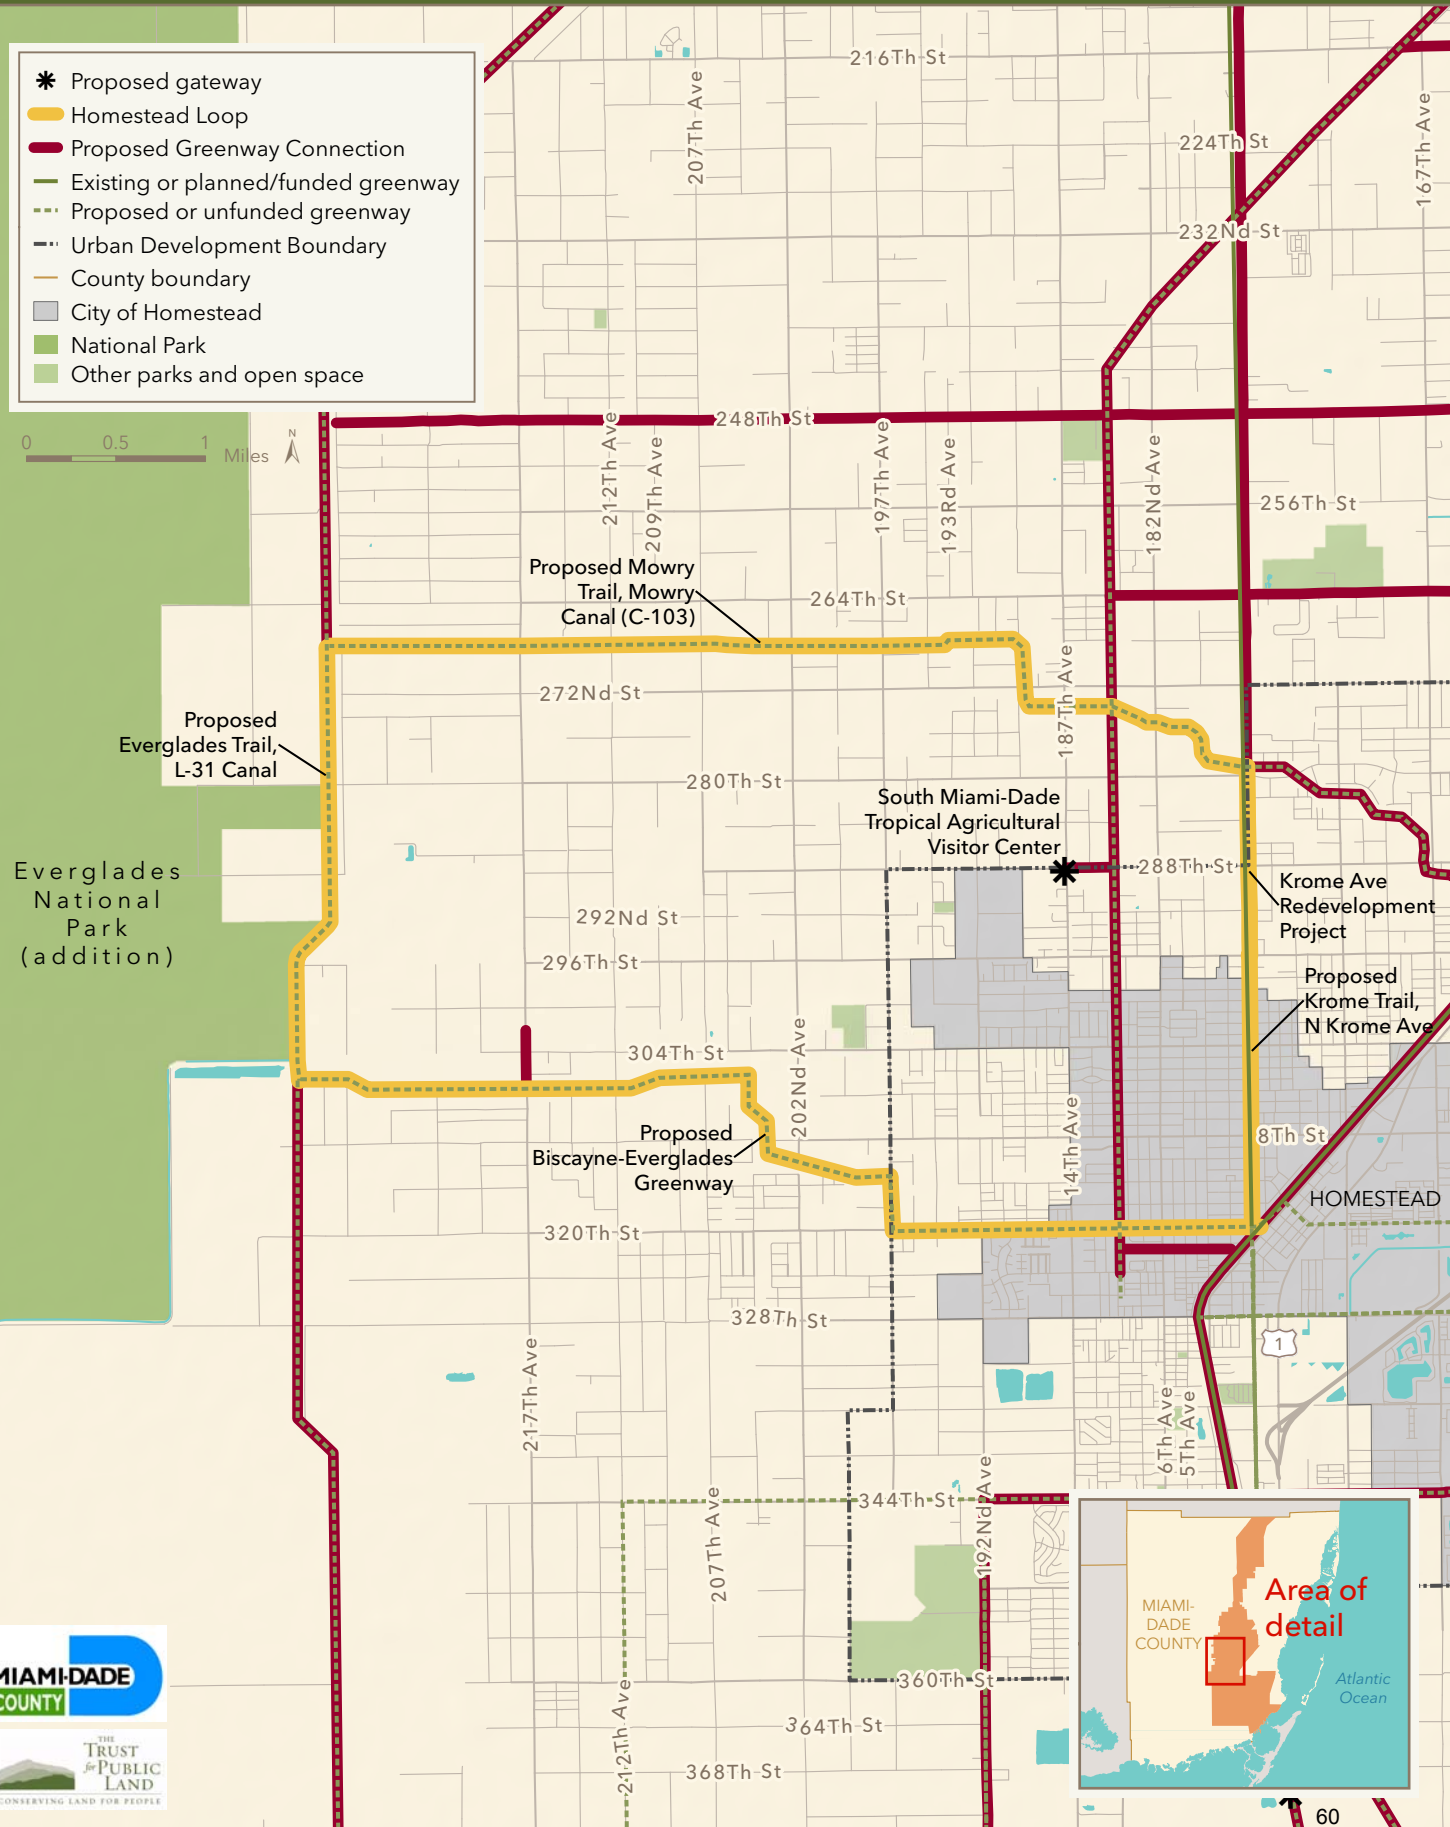 Proposed gateway
Homestead Loop
Proposed Greenway Connection
Existing or planned/funded greenway
Proposed or unfunded greenway
Urban Development Boundary
County boundary
City of Homestead
National Park
Other parks and open space
0 0.5 1
Miles
N
216Th St
207Th Ave
224Th St
167Th Ave
232Nd St
248Th St
212Th Ave
209Th Ave
197Th Ave
193Rd Ave
182Nd Ave
256Th St
Proposed Mowry
Trail, Mowry
Canal (C-103)
264Th St
272Nd St
187Th Ave
Proposed
Everglades Trail,
L-31 Canal
280Th St
South Miami-Dade
Tropical Agricultural
Visitor Center
288Th St
Everglades
National
Park
(addition)
Krome Ave
Redevelopment
Project
292Nd St
296Th St
Proposed
Krome Trail,
N Krome Ave
304Th St
202Nd Ave
14Th Ave
8Th St
Proposed
Biscayne-Everglades
Greenway
HOMESTEAD
320Th St
328Th St
1
217Th Ave
6Th Ave
5Th Ave
344Th St
192Nd Ave
207Th Ave
360Th St
364Th St
212Th Ave
368Th St
Area of
detail
MIAMI-
DADE
COUNTY
Atlantic
Ocean
MIAMI-DADE
COUNTY
THE
TRUST
for PUBLIC
LAND
CONSERVING LAND FOR PEOPLE
60